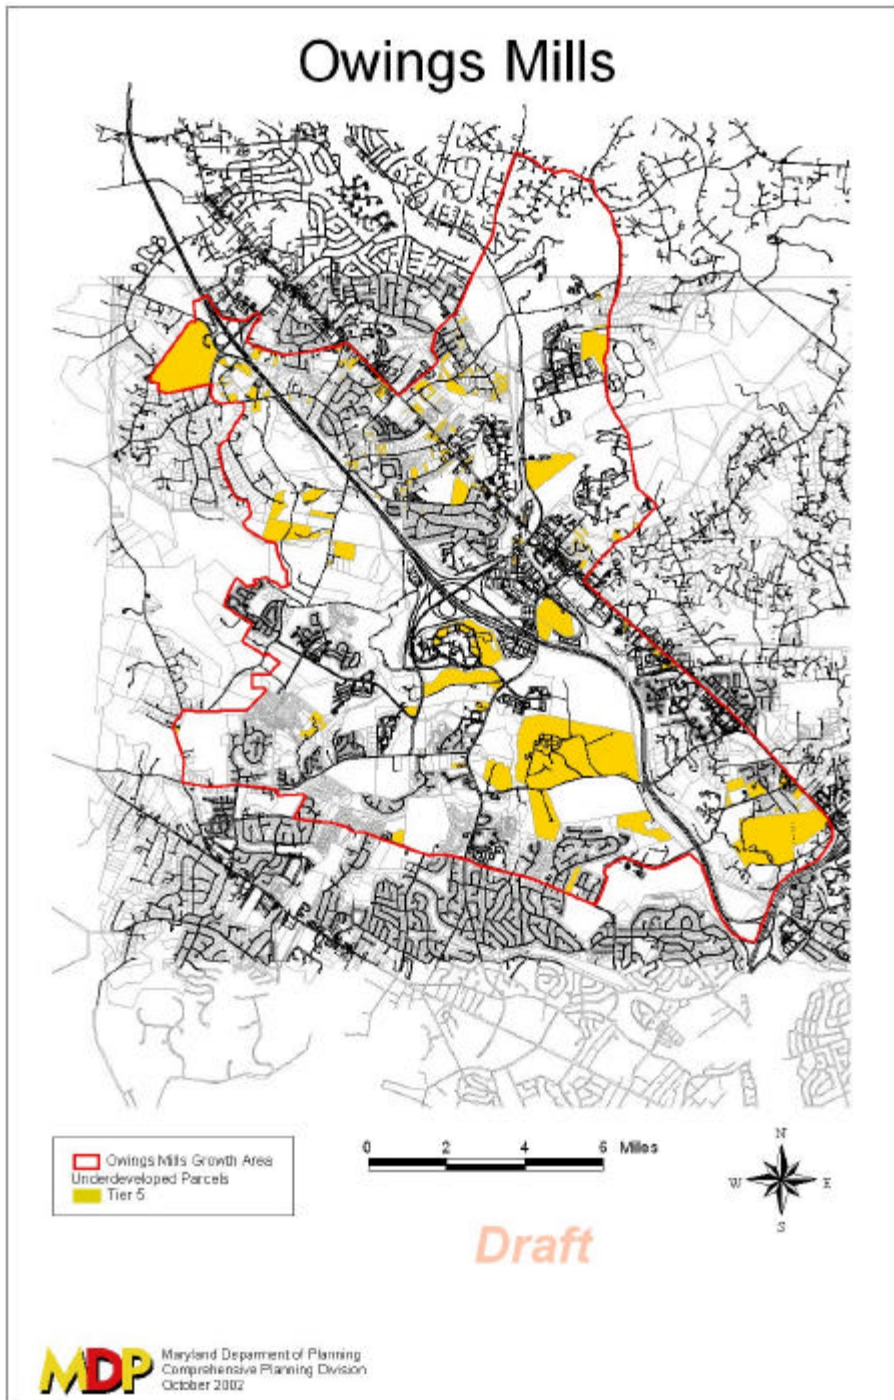 Owings Mills
Owings Mills Growth Area
Underdeveloped Parcels
Tier 5
0 2 4 6 Miles
N
W E
S
Draft
MDP
Maryland Deparment of Planning
Comprehensive Planning Division
October 2002